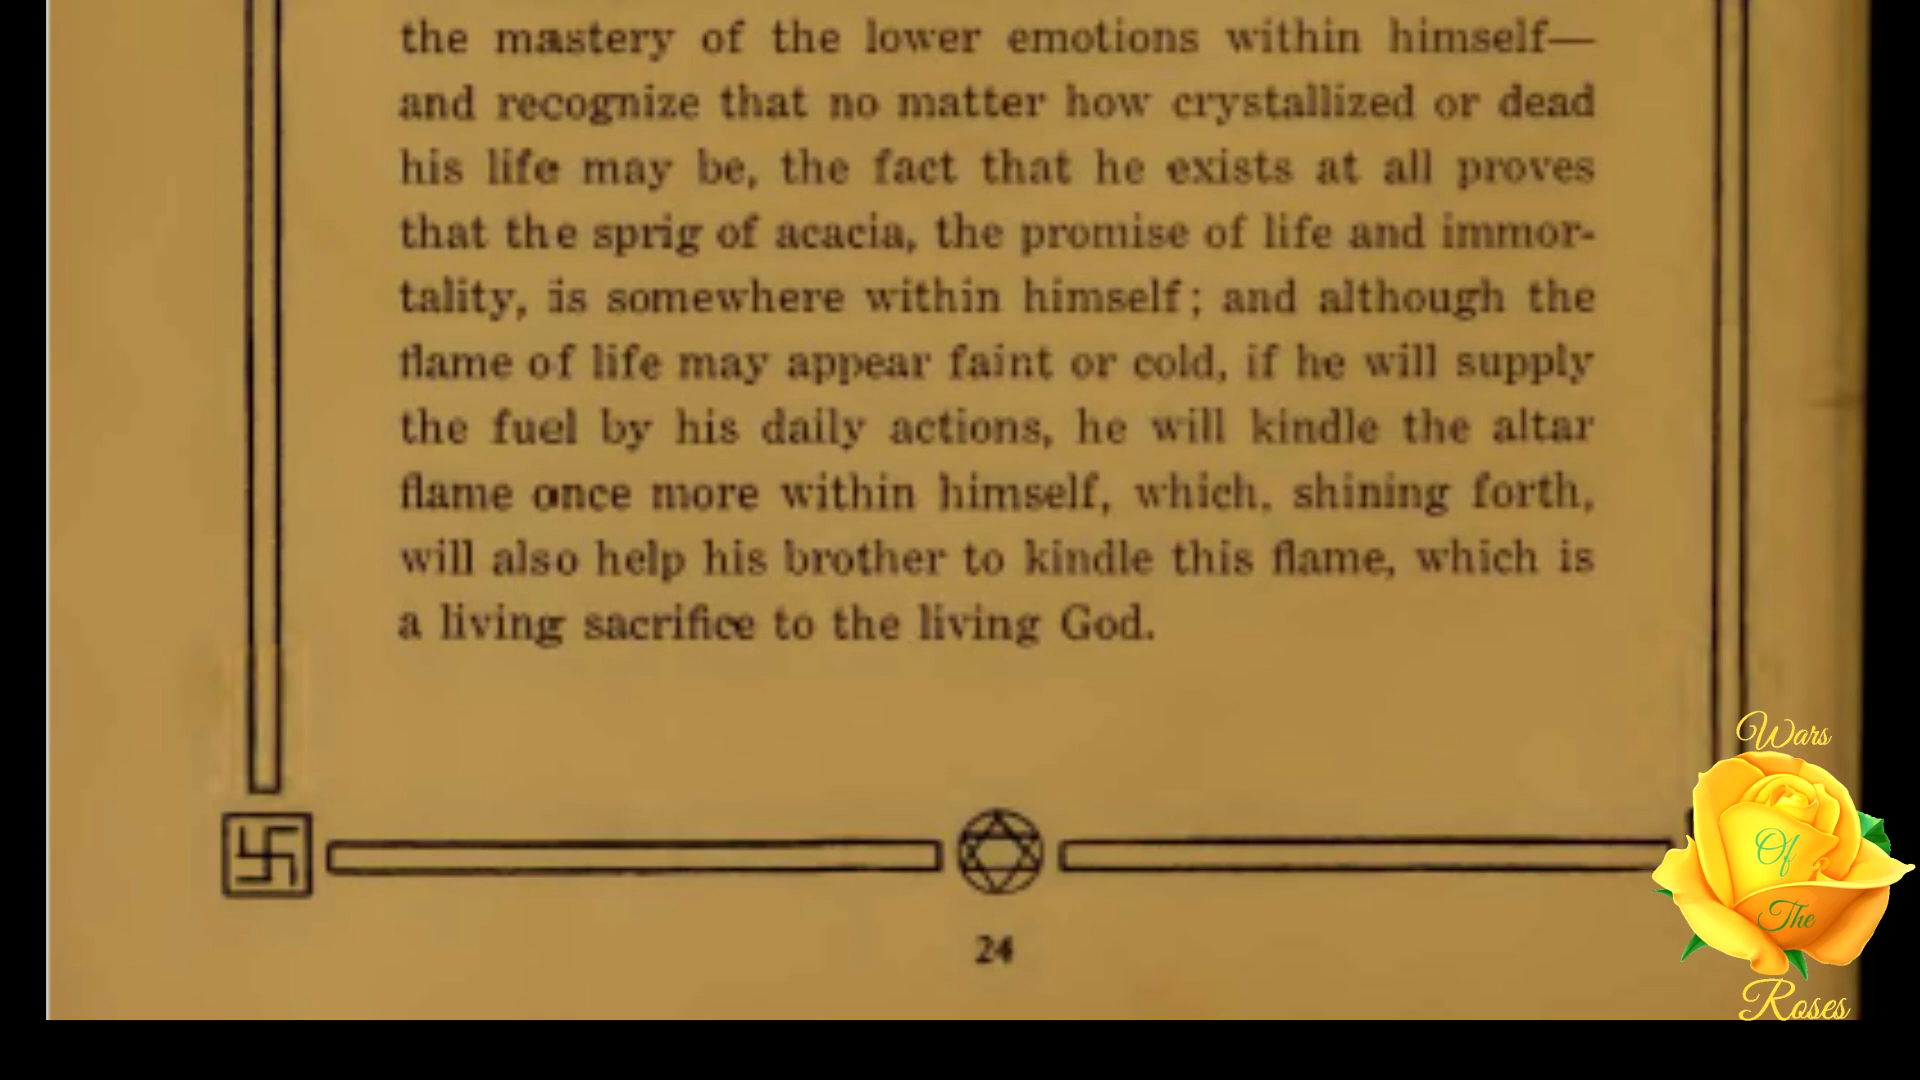 the mastery of the lower emotions within himself—
and recognize that no matter how crystallized or dead
his life may be, the fact that he exists at all proves
that the sprig of acacia, the promise of life and immor-
tality, is somewhere within himself; and although the
flame of life may appear faint or cold, if he will supply
the fuel by his daily actions, he will kindle the altar
flame once more within himself, which, shining forth,
will also help his brother to kindle this flame, which is
a living sacrifice to the living God.
24
Wars
Of
The
Roses